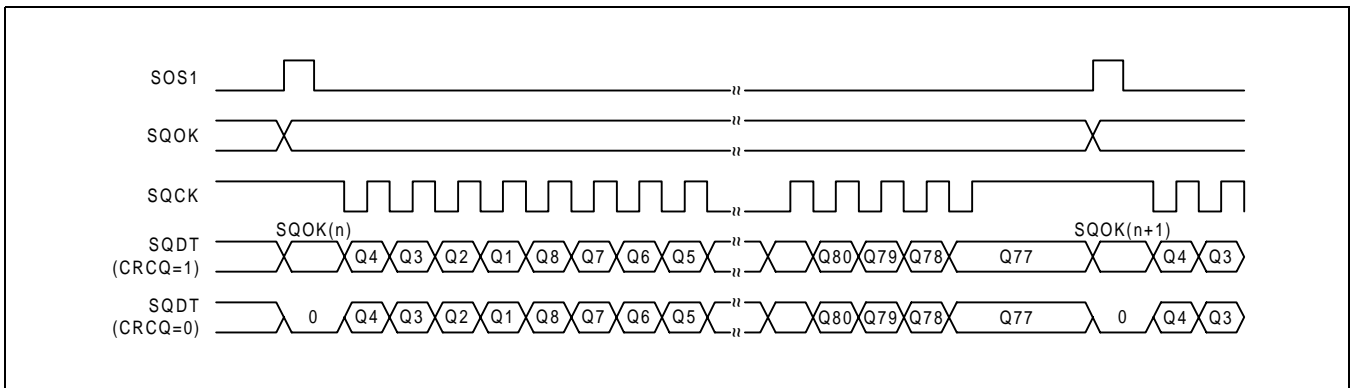 SOS1
SQOK
SQCK
SQOK(n) SQOK(n+1)
SQDT
(CRCQ=1)
Q4 Q3 Q2 Q1 Q8 Q7 Q6 Q5 Q80 Q79 Q78 Q77 Q4 Q3
SQDT
(CRCQ=0)
0 Q4 Q3 Q2 Q1 Q8 Q7 Q6 Q5 Q80 Q79 Q78 Q77 0 Q4 Q3